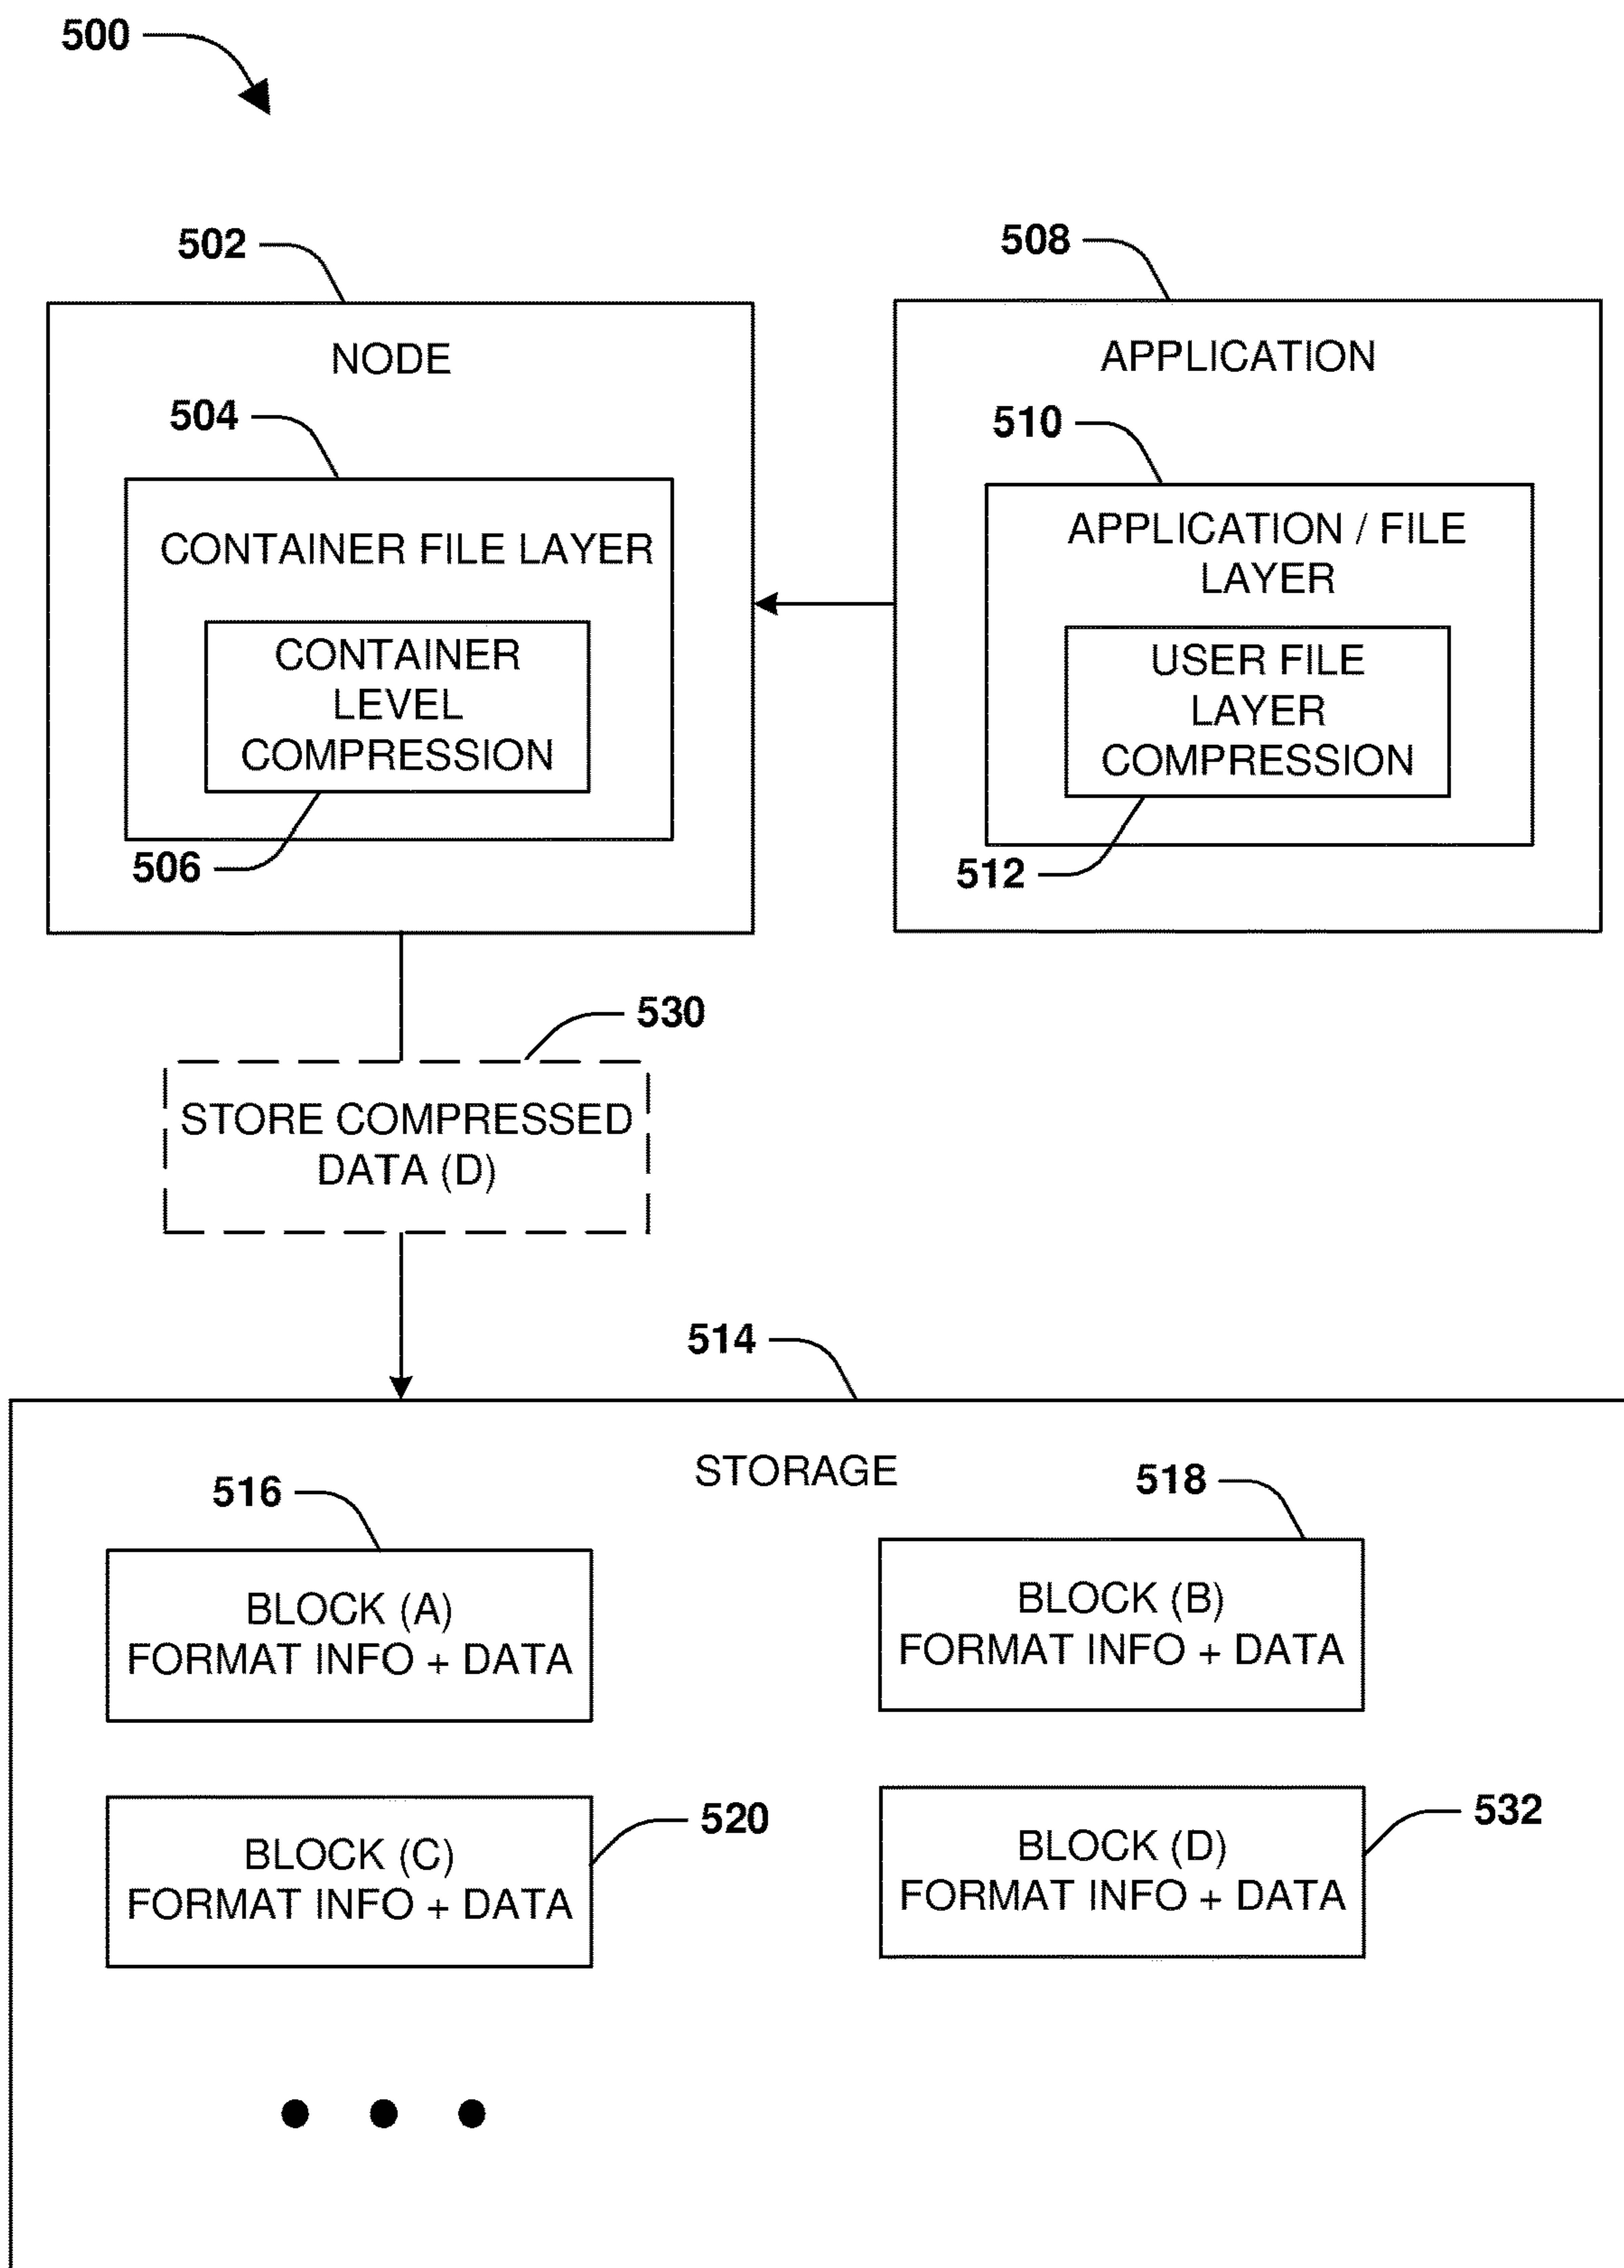 500
502
508
NODE
APPLICATION
504
510
CONTAINER FILE LAYER
APPLICATION / FILE
LAYER
CONTAINER
LEVEL
COMPRESSION
USER FILE
LAYER
COMPRESSION
506
512
530
STORE COMPRESSED
DATA (D)
514
STORAGE
516
518
BLOCK (A)
FORMAT INFO + DATA
BLOCK (B)
FORMAT INFO + DATA
520
532
BLOCK (C)
FORMAT INFO + DATA
BLOCK (D)
FORMAT INFO + DATA